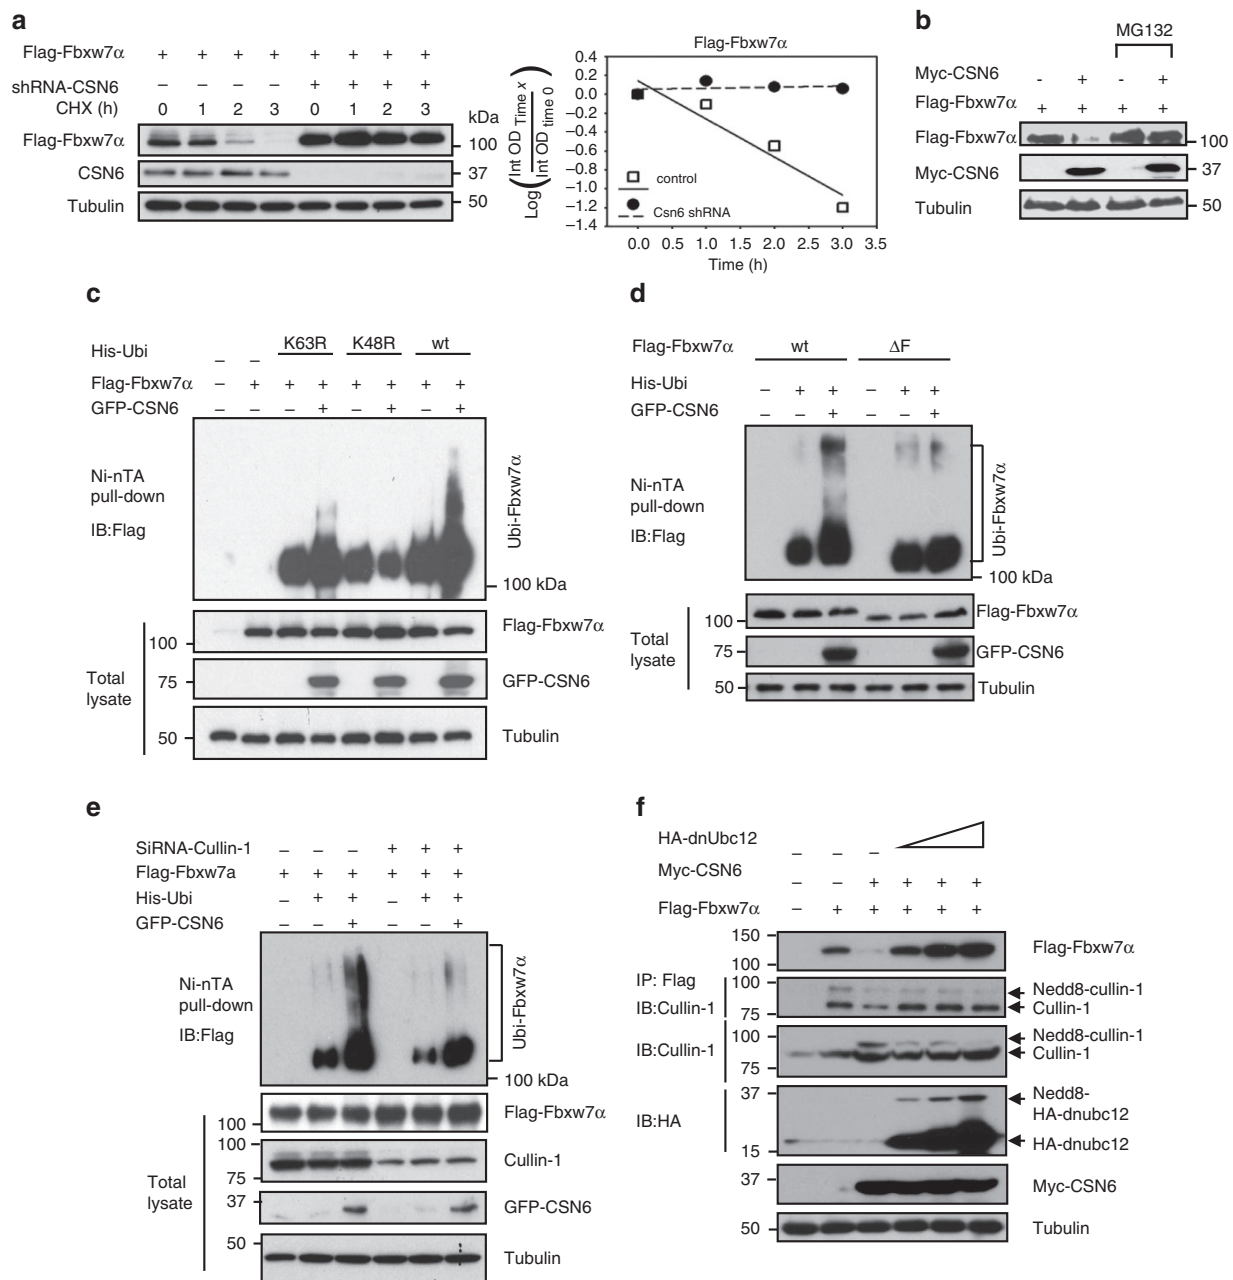 a
Flag-Fbxw7α + + + + + + + +
shRNA-CSN6 – – – – + + + +
CHX (h) 0 1 2 3 0 1 2 3
kDa
Flag-Fbxw7α 100
CSN6 37
Tubulin 50
Flag-Fbxw7α
Log (Int OD Time x / Int OD time 0)
0.4
0.2
0.0
–0.2
–0.4
–0.6
–0.8
–1.0
–1.2
–1.4
control
Csn6 shRNA
0.0 0.5 1.0 1.5 2.0 2.5 3.0 3.5
Time (h)
b
MG132
Myc-CSN6 - + - +
Flag-Fbxw7α + + + +
Flag-Fbxw7α 100
Myc-CSN6 37
Tubulin 50
c
His-Ubi – – K63R K48R wt
Flag-Fbxw7α – + + + + + + +
GFP-CSN6 – – – + – + – +
Ni-nTA
pull-down
IB:Flag
Ubi-Fbxw7α
100 kDa
Total
lysate
100 Flag-Fbxw7α
75 GFP-CSN6
50 Tubulin
d
Flag-Fbxw7α wt ΔF
His-Ubi – + + – + +
GFP-CSN6 – – + – – +
Ni-nTA
pull-down
IB:Flag
Ubi-Fbxw7α
100 kDa
Total
lysate
100 Flag-Fbxw7α
75 GFP-CSN6
50 Tubulin
e
SiRNA-Cullin-1 – – – + + +
Flag-Fbxw7a + + + + + +
His-Ubi – + + – + +
GFP-CSN6 – – + – – +
Ni-nTA
pull-down
IB:Flag
Ubi-Fbxw7α
100 kDa
Total
lysate
100 Flag-Fbxw7α
100
Cullin-1
75
37 GFP-CSN6
50 Tubulin
f
HA-dnUbc12 – – –
Myc-CSN6 – – + + + +
Flag-Fbxw7α – + + + + +
150
Flag-Fbxw7α
100
IP: Flag
IB:Cullin-1
100
Nedd8-cullin-1
Cullin-1
75
IB:Cullin-1
100
Nedd8-cullin-1
Cullin-1
75
IB:HA
37
Nedd8-
HA-dnubc12
HA-dnubc12
15
37 Myc-CSN6
50 Tubulin